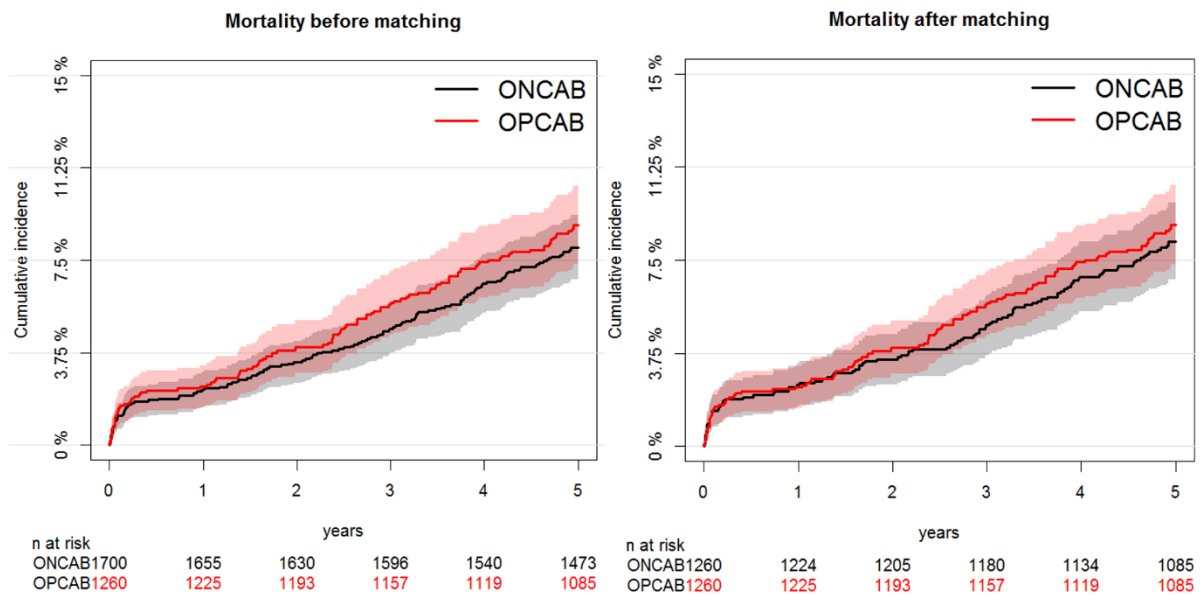 Mortality before matching
15 %
11.25 %
7.5 %
3.75 %
0 %
Cumulative incidence
ONCAB
OPCAB
0 1 2 3 4 5
years
n at risk
ONCAB1700 1655 1630 1596 1540 1473
OPCAB1260 1225 1193 1157 1119 1085
Mortality after matching
15 %
11.25 %
7.5 %
3.75 %
0 %
Cumulative incidence
ONCAB
OPCAB
0 1 2 3 4 5
years
n at risk
ONCAB1260 1224 1205 1180 1134 1085
OPCAB1260 1225 1193 1157 1119 1085